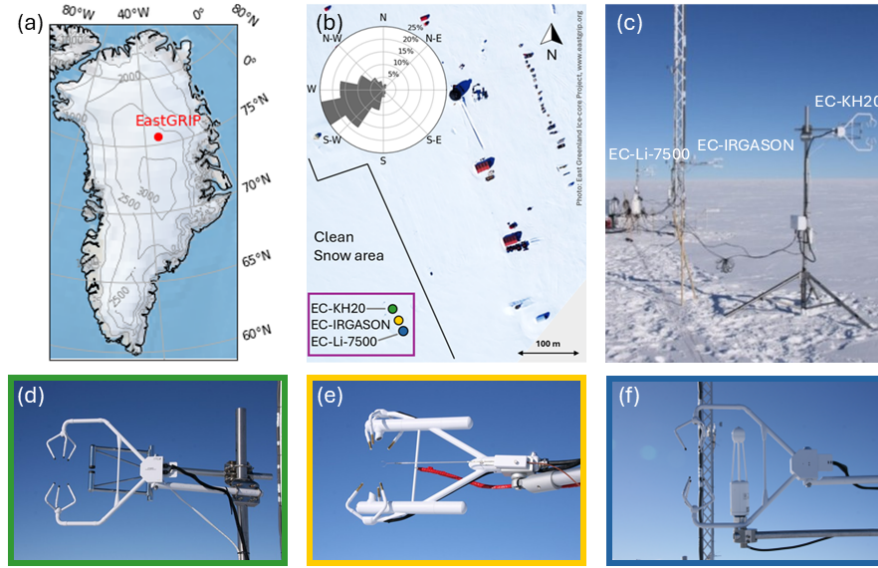 (a)
80°W
40°W
0°
80°N
0°
75°N
70°N
65°N
60°N
2000
EastGRIP
3000
2500
2500
(b)
N
N-W
N-E
25%
20%
15%
10%
5%
W
S-W
S-E
S
N
Photo: East Greenland Ice-core Project, www.eastgrip.org
Clean
Snow area
EC-KH20
EC-IRGASON
EC-Li-7500
100 m
(c)
EC-KH20
EC-IRGASON
EC-Li-7500
(d)
(e)
(f)